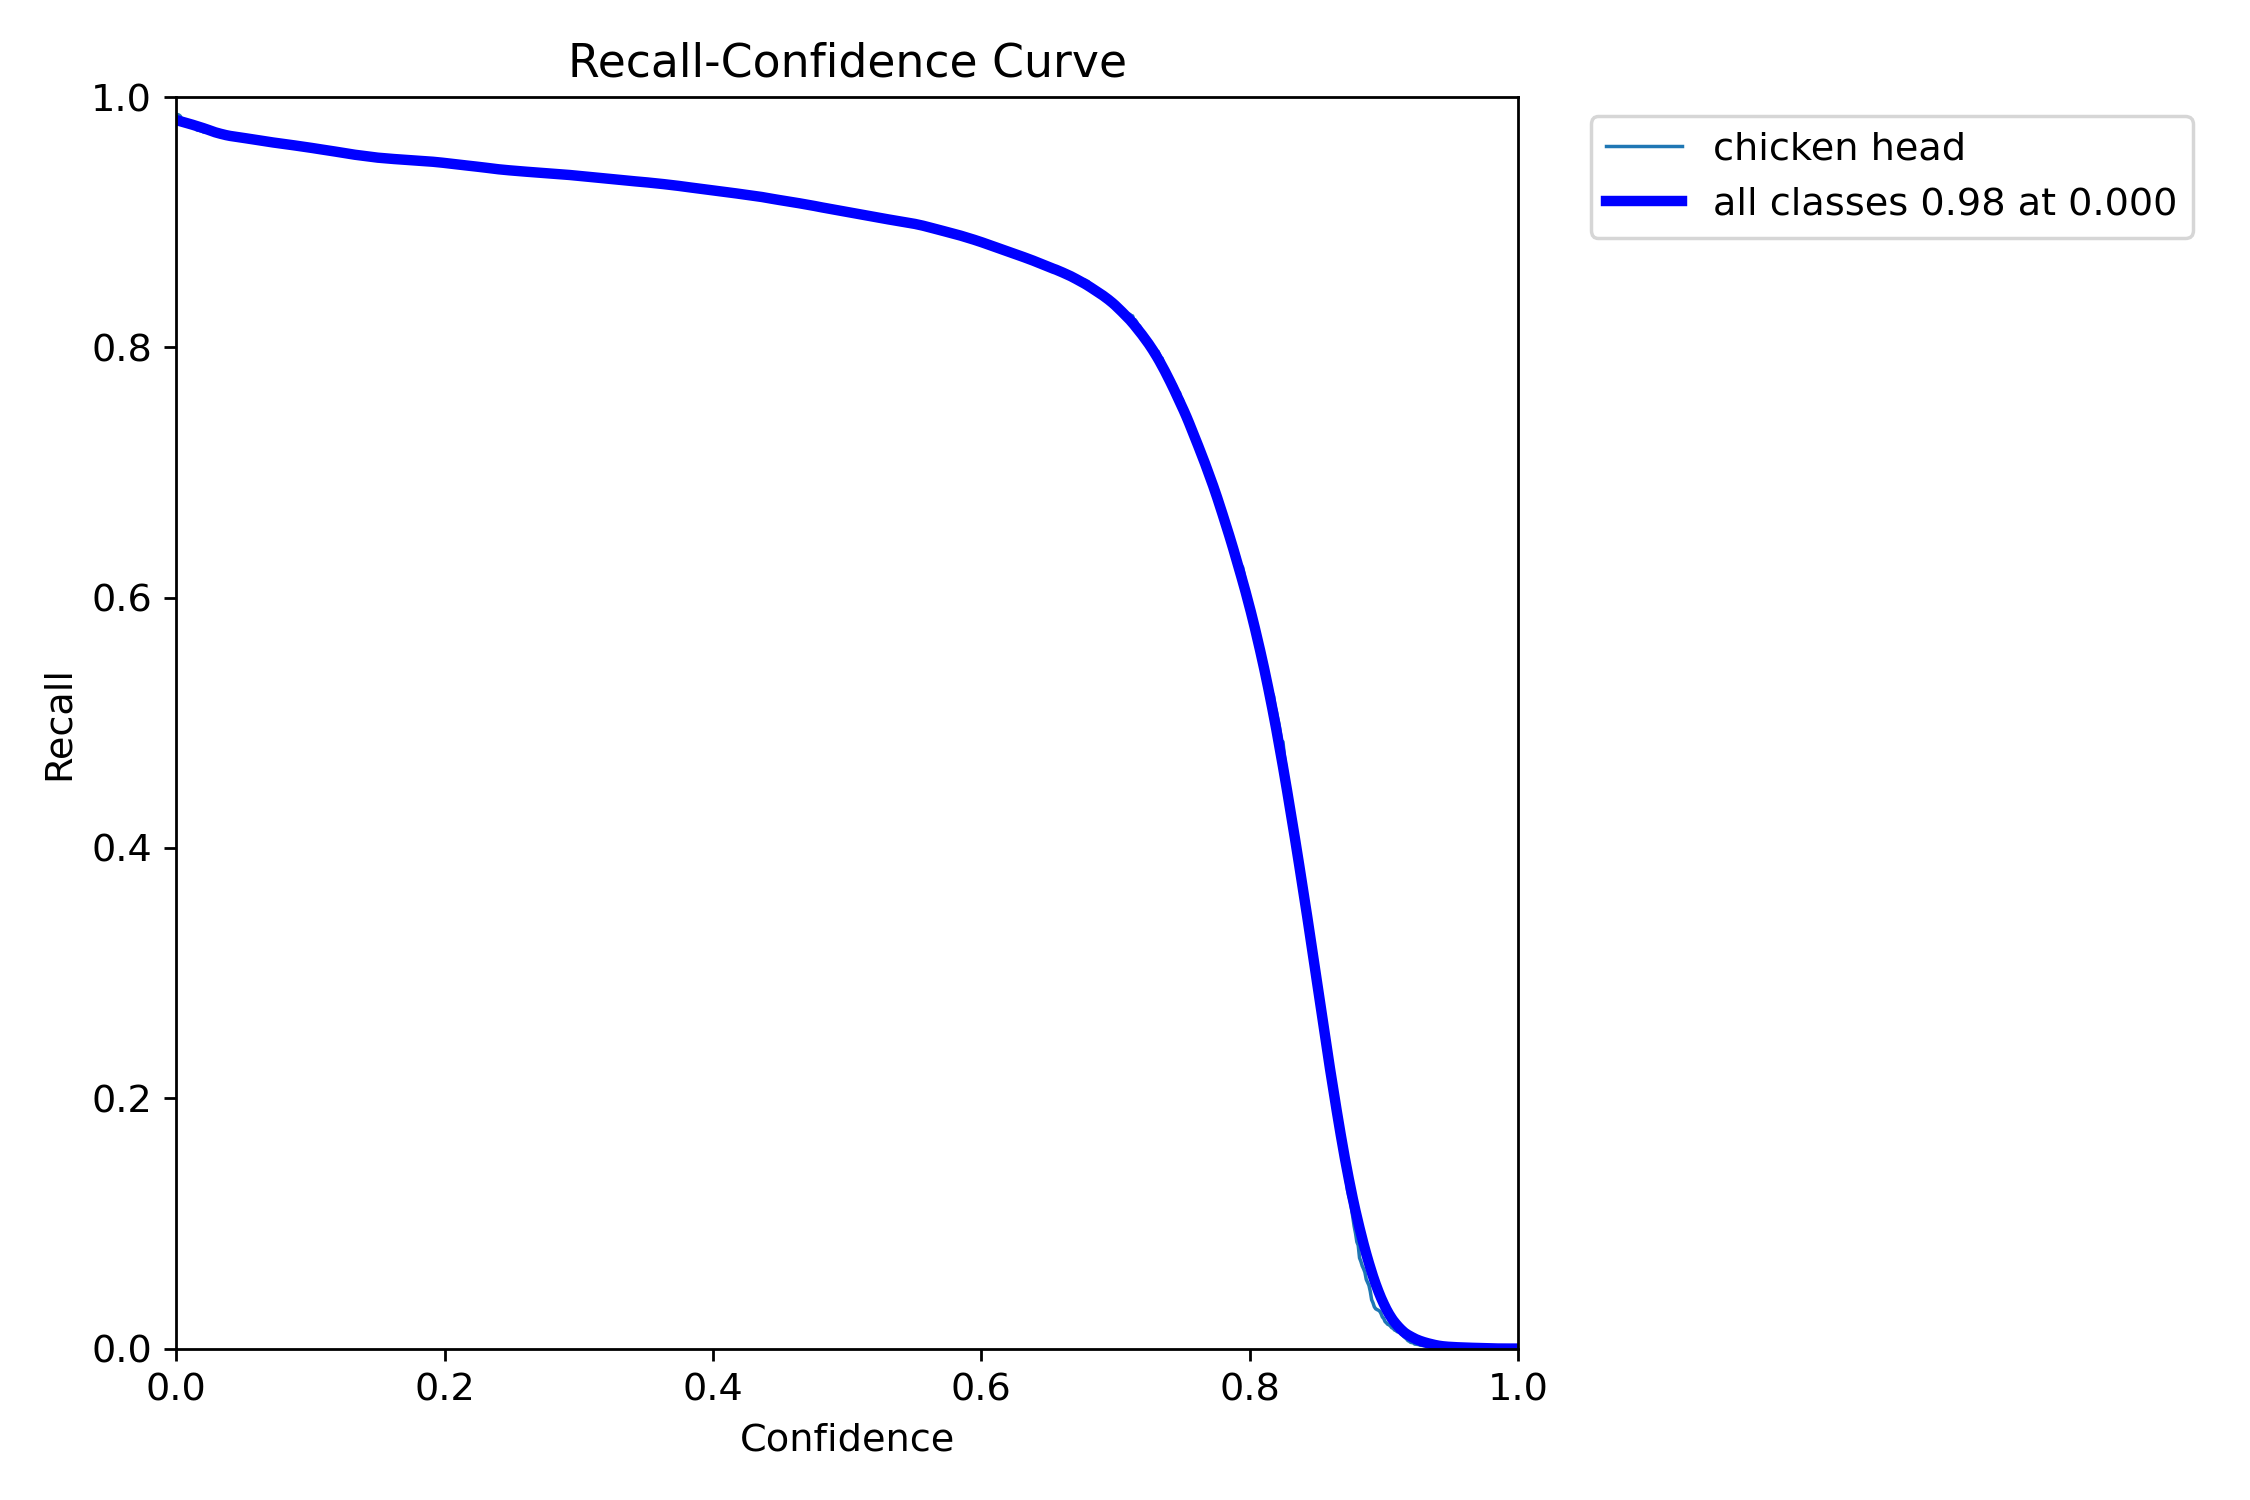 Recall-Confidence Curve
1.0
0.8
0.6
0.4
0.2
0.0
Recall
0.0 0.2 0.4 0.6 0.8 1.0
Confidence
chicken head
all classes 0.98 at 0.000